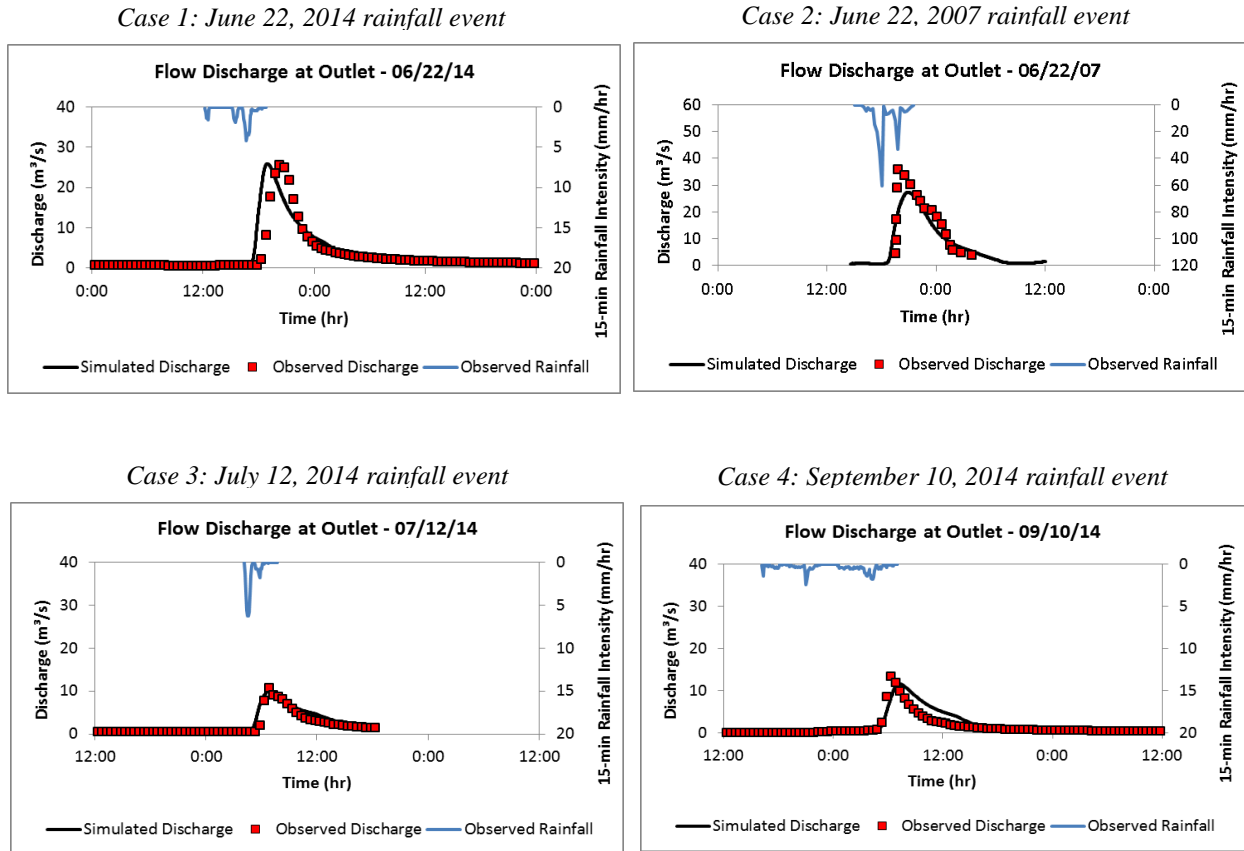 Case 1: June 22, 2014 rainfall event
Flow Discharge at Outlet - 06/22/14
Discharge (m³/s)
40
30
20
10
0
0:00
12:00
0:00
12:00
0:00
Time (hr)
0
5
10
15
20
15-min Rainfall Intensity (mm/hr)
Simulated Discharge
Observed Discharge
Observed Rainfall
Case 2: June 22, 2007 rainfall event
Flow Discharge at Outlet - 06/22/07
Discharge (m³/s)
60
50
40
30
20
10
0
0:00
12:00
0:00
12:00
0:00
Time (hr)
0
20
40
60
80
100
120
15-min Rainfall Intensity (mm/hr)
Simulated Discharge
Observed Discharge
Observed Rainfall
Case 3: July 12, 2014 rainfall event
Flow Discharge at Outlet - 07/12/14
Discharge (m³/s)
40
30
20
10
0
12:00
0:00
12:00
0:00
12:00
Time (hr)
0
5
10
15
20
15-min Rainfall Intensity (mm/hr)
Simulated Discharge
Observed Discharge
Observed Rainfall
Case 4: September 10, 2014 rainfall event
Flow Discharge at Outlet - 09/10/14
Discharge (m³/s)
40
30
20
10
0
12:00
0:00
12:00
0:00
12:00
Time (hr)
0
5
10
15
20
15-min Rainfall Intensity (mm/hr)
Simulated Discharge
Observed Discharge
Observed Rainfall